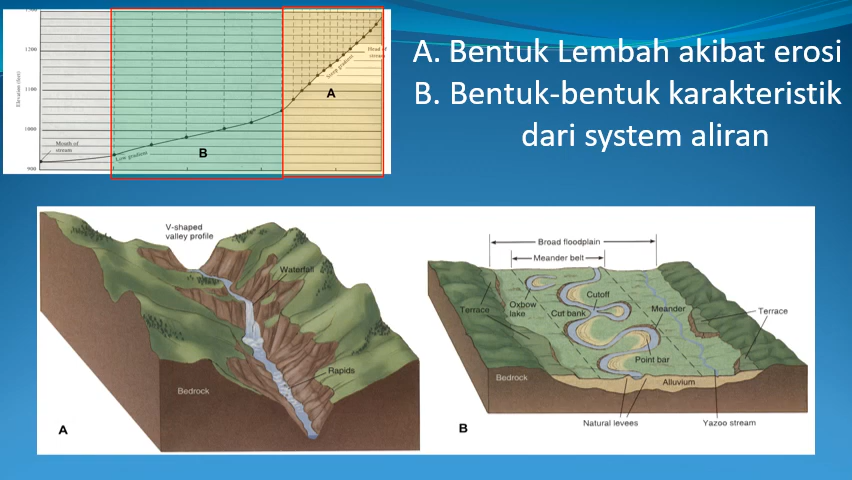 A. Bentuk Lembah akibat erosi
B. Bentuk-bentuk karakteristik
dari system aliran
1200
1100
1000
900
Elevation (feet)
Mouth of
stream
Low gradient
Steep gradient
Head of
stream
A
B
V-shaped
valley profile
Waterfall
Rapids
Bedrock
A
Broad floodplain
Meander belt
Oxbow
lake
Cutoff
Cut bank
Meander
Terrace
Terrace
Point bar
Bedrock
Alluvium
Natural levees
Yazoo stream
B